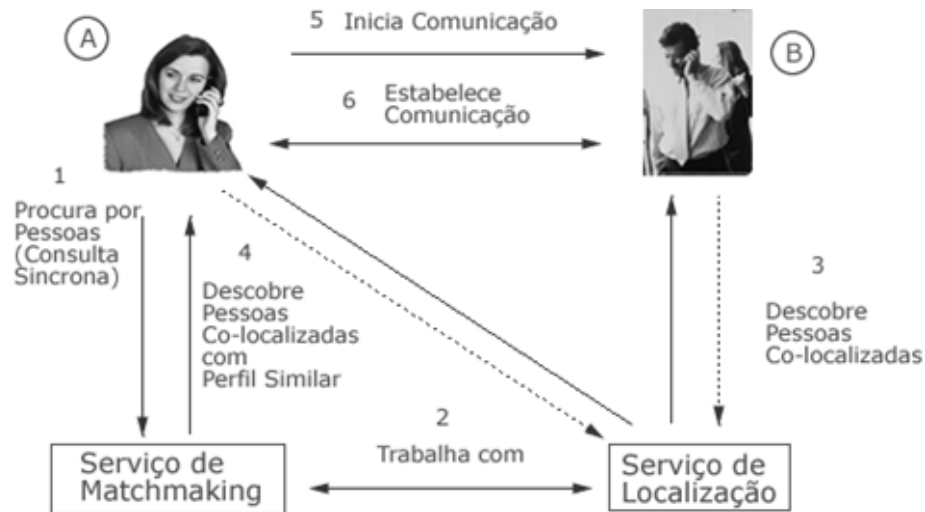 A
5 Inicia Comunicação
B
6 Estabelece
Comunicação
1
Procura por
Pessoas
(Consulta
Sincrona)
4
Descobre
Pessoas
Co-localizadas
com
Perfil Similar
3
Descobre
Pessoas
Co-localizadas
2
Trabalha com
Serviço de
Matchmaking
Serviço de
Localização